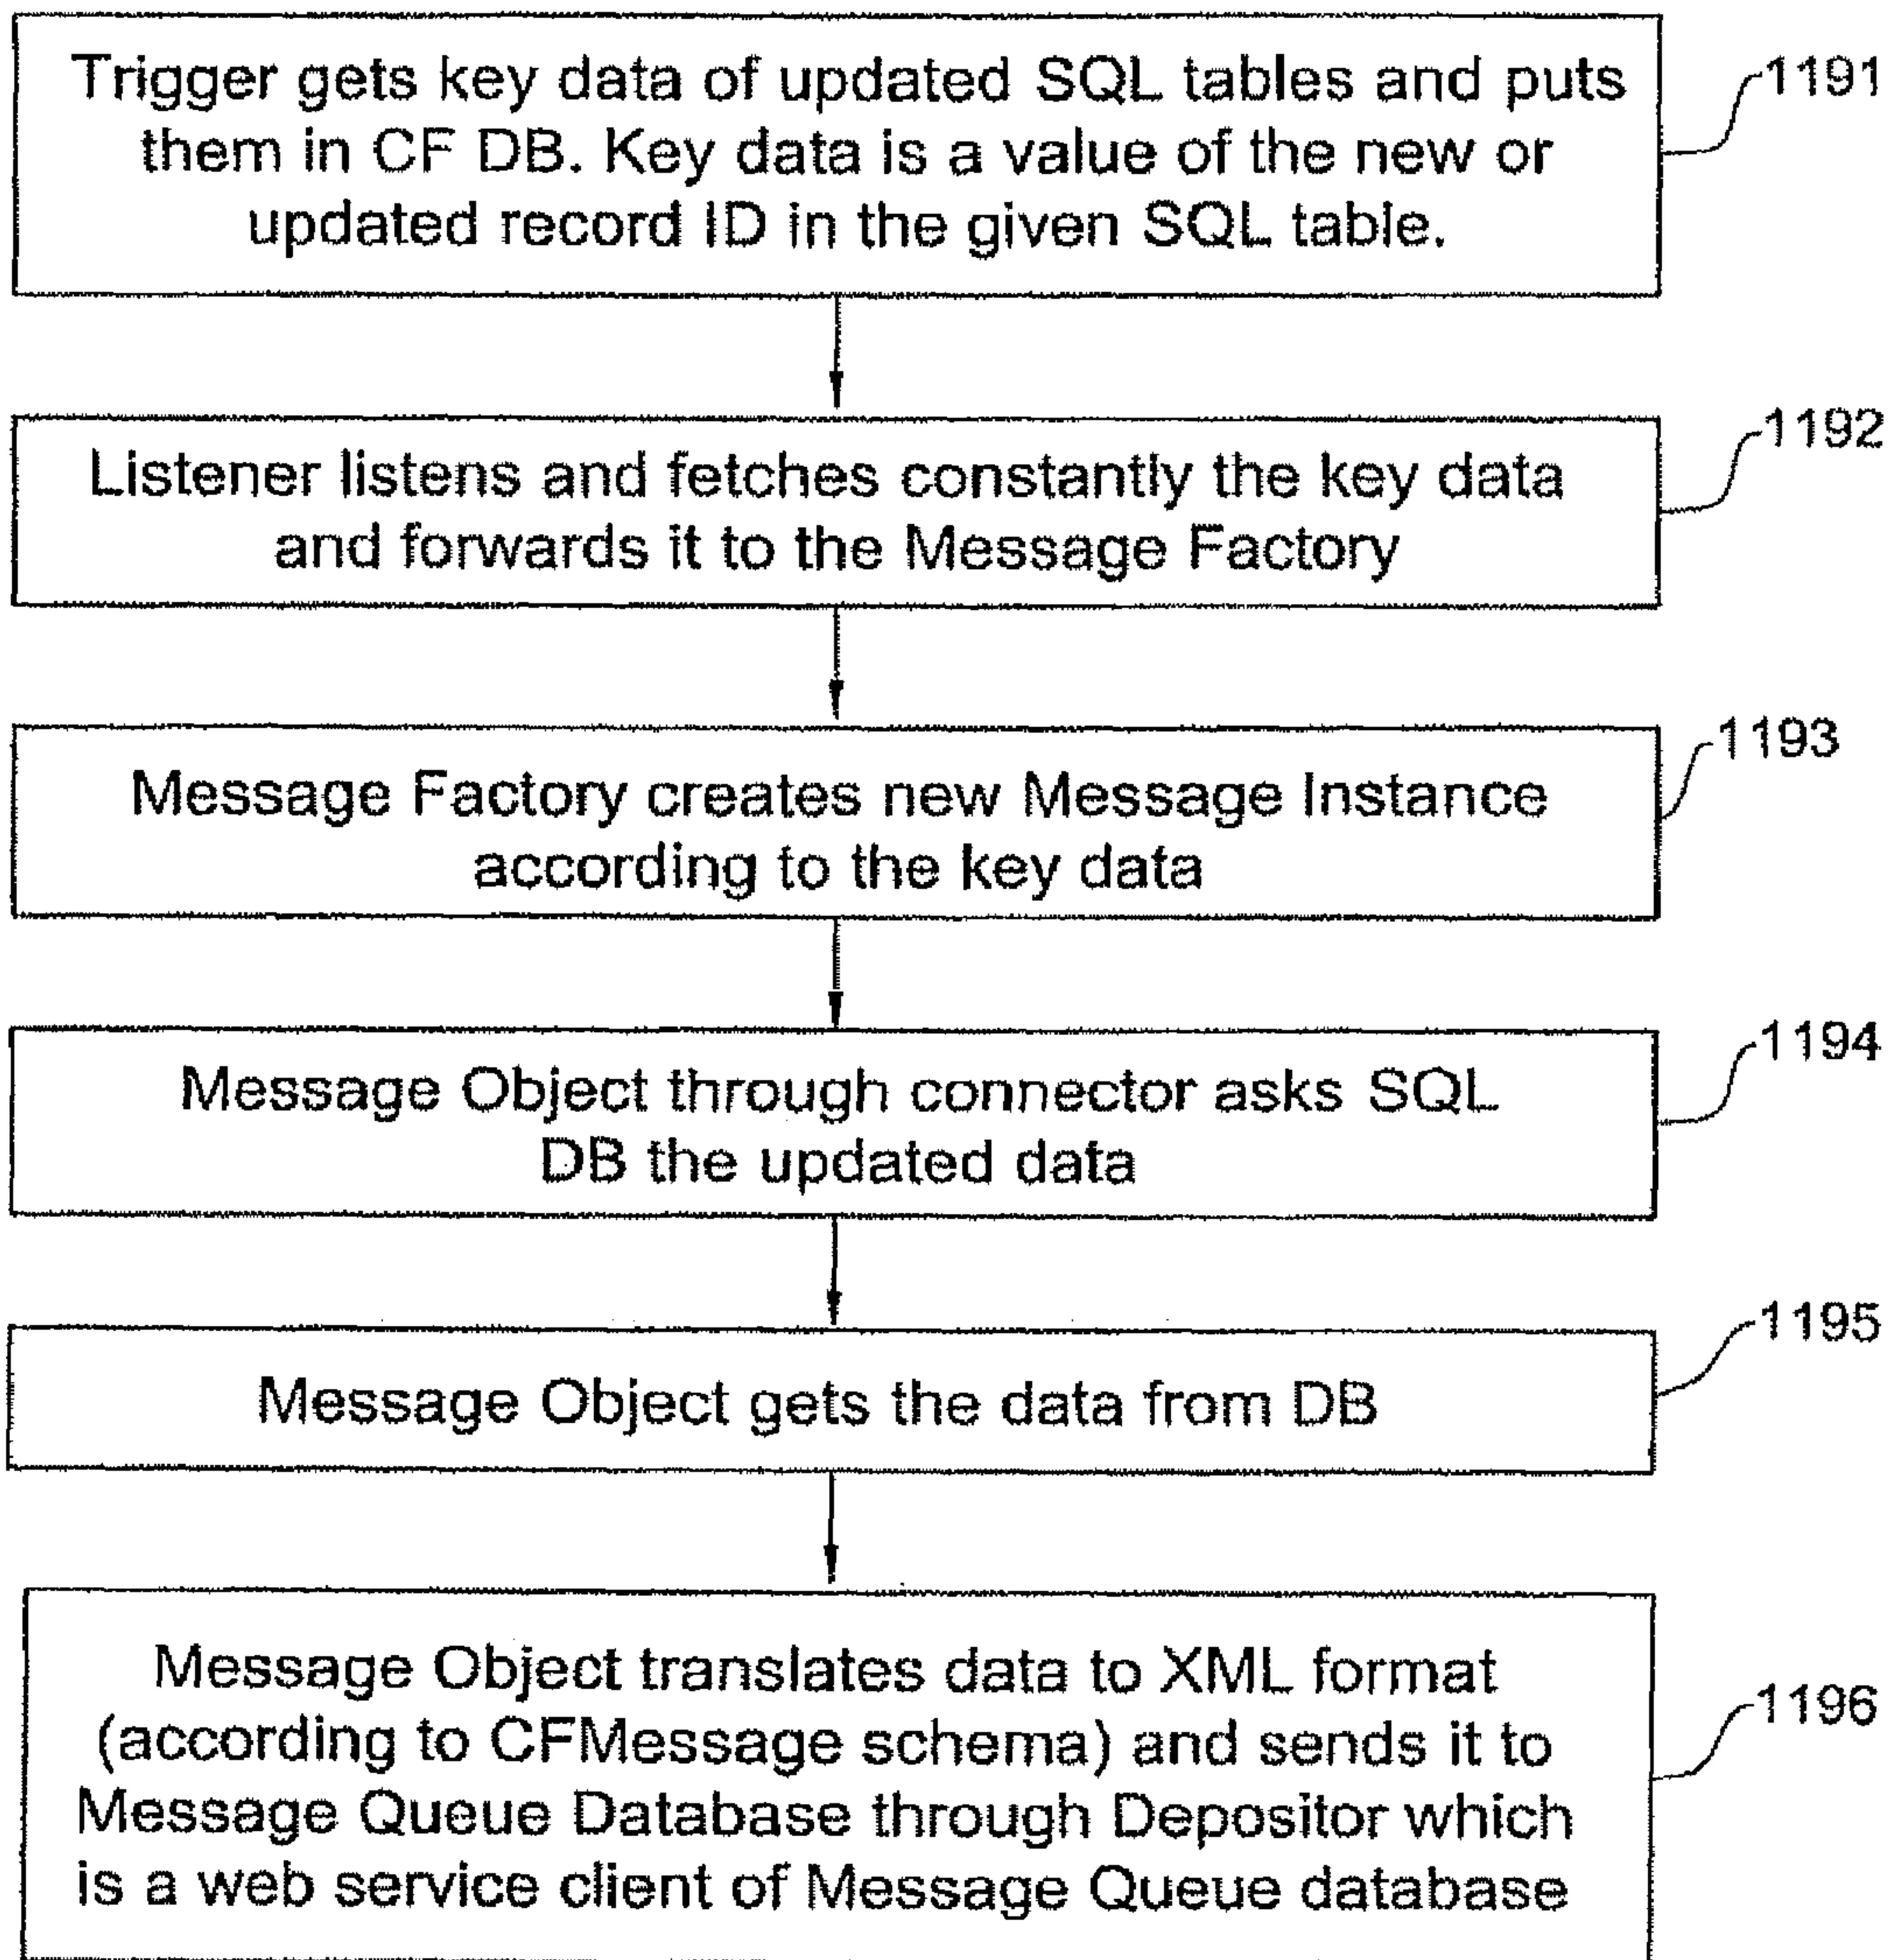 Trigger gets key data of updated SQL tables and puts
them in CF DB. Key data is a value of the new or
updated record ID in the given SQL table.
1191
Listener listens and fetches constantly the key data
and forwards it to the Message Factory
1192
Message Factory creates new Message Instance
according to the key data
1193
Message Object through connector asks SQL
DB the updated data
1194
Message Object gets the data from DB
1195
Message Object translates data to XML format
(according to CFMessage schema) and sends it to
Message Queue Database through Depositor which
is a web service client of Message Queue database
1196